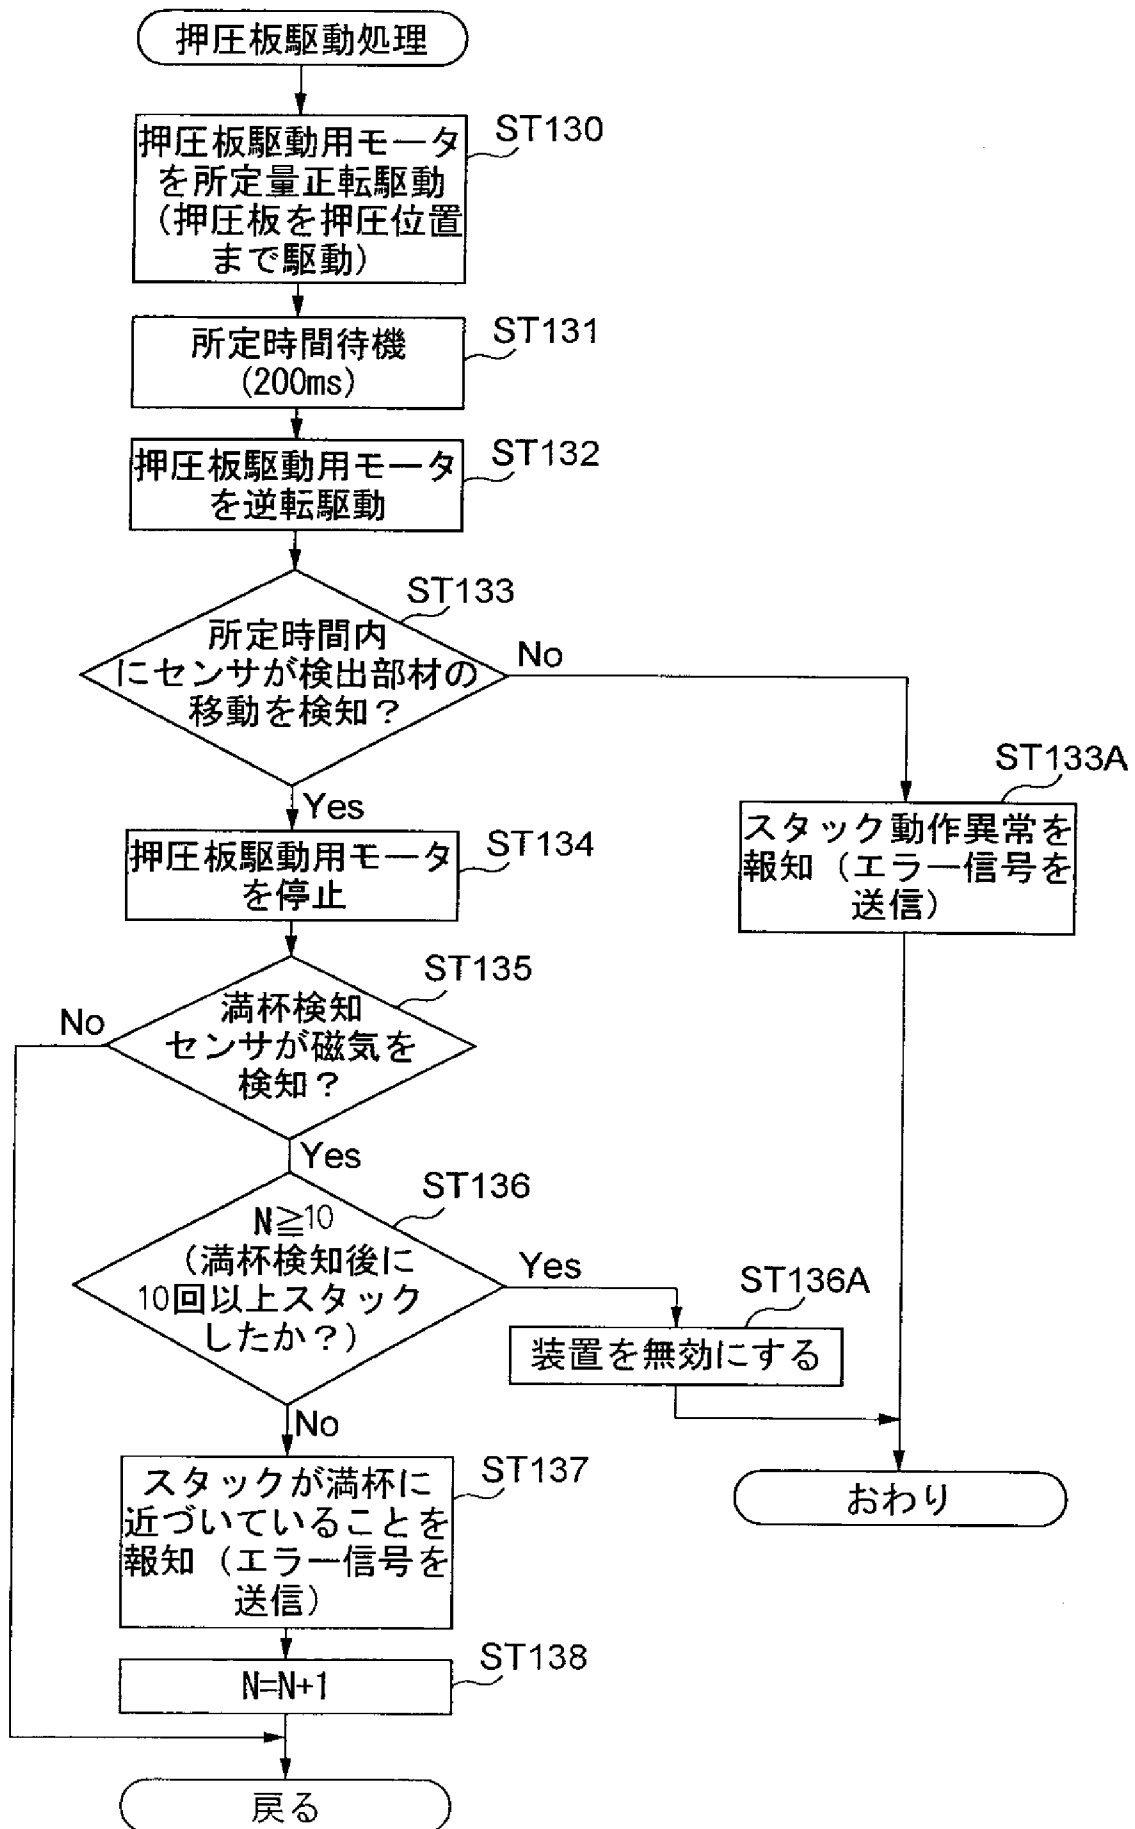 押圧板駆動処理
ST130
押圧板駆動用モータ
を所定量正転駆動
（押圧板を押圧位置
まで駆動）
ST131
所定時間待機
(200ms)
ST132
押圧板駆動用モータ
を逆転駆動
ST133
所定時間内
にセンサが検出部材の
移動を検知？
No
Yes
ST133A
スタック動作異常を
報知（エラー信号を
送信）
ST134
押圧板駆動用モータ
を停止
ST135
満杯検知
センサが磁気を
検知？
No
Yes
ST136
N≧10
（満杯検知後に
10回以上スタック
したか？）
Yes
ST136A
装置を無効にする
No
ST137
スタックが満杯に
近づいていることを
報知（エラー信号を
送信）
おわり
ST138
N=N+1
戻る